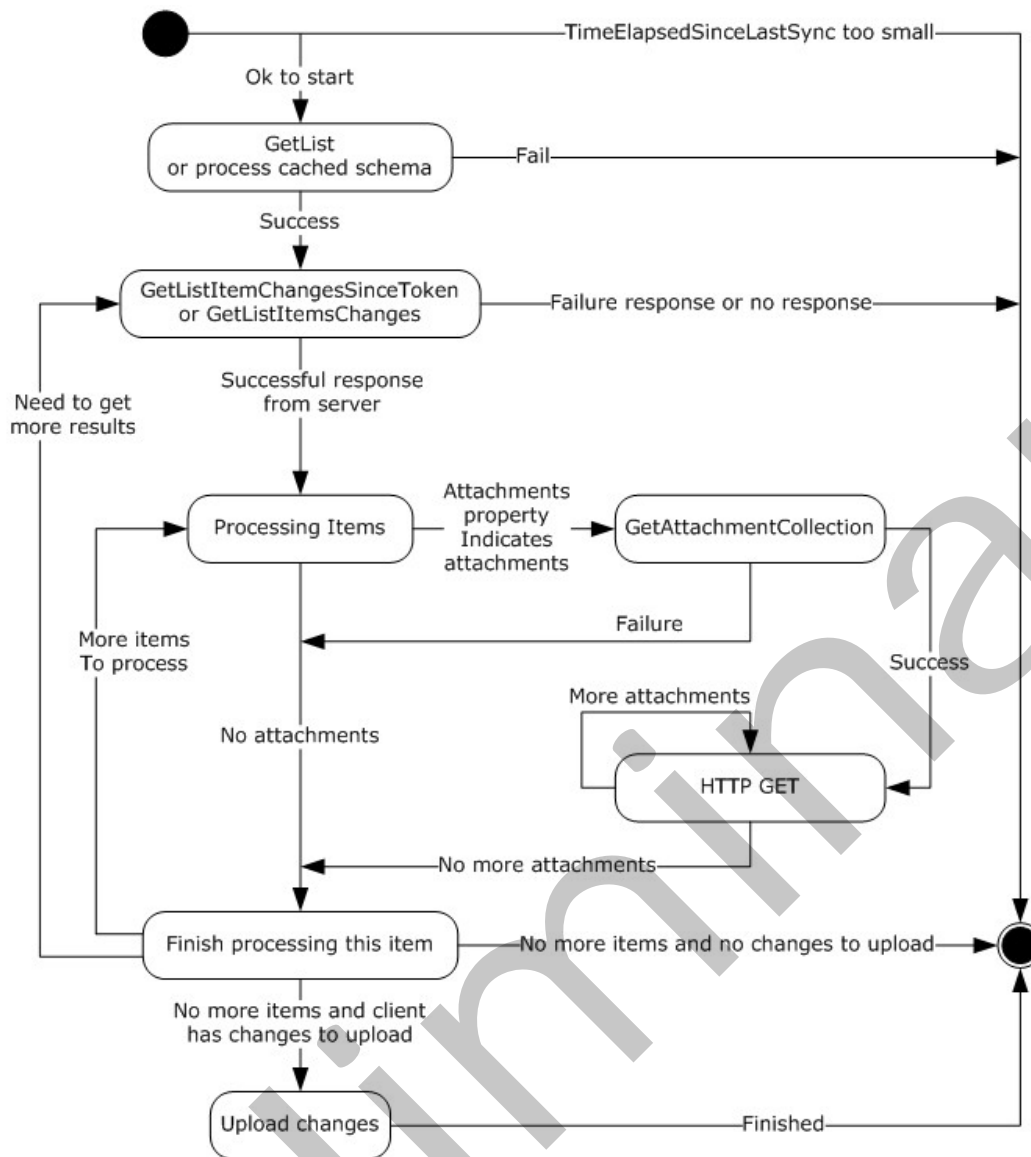 TimeElapsedSinceLastSync too small
Ok to start
GetList
or process cached schema
Fail
Success
GetListItemChangesSinceToken
or GetListItemsChanges
Failure response or no response
Successful response
from server
Need to get
more results
Processing Items
Attachments
property
Indicates
attachments
GetAttachmentCollection
Failure
More items
To process
Success
More attachments
No attachments
HTTP GET
No more attachments
Finish processing this item
No more items and no changes to upload
No more items and client
has changes to upload
Upload changes
Finished